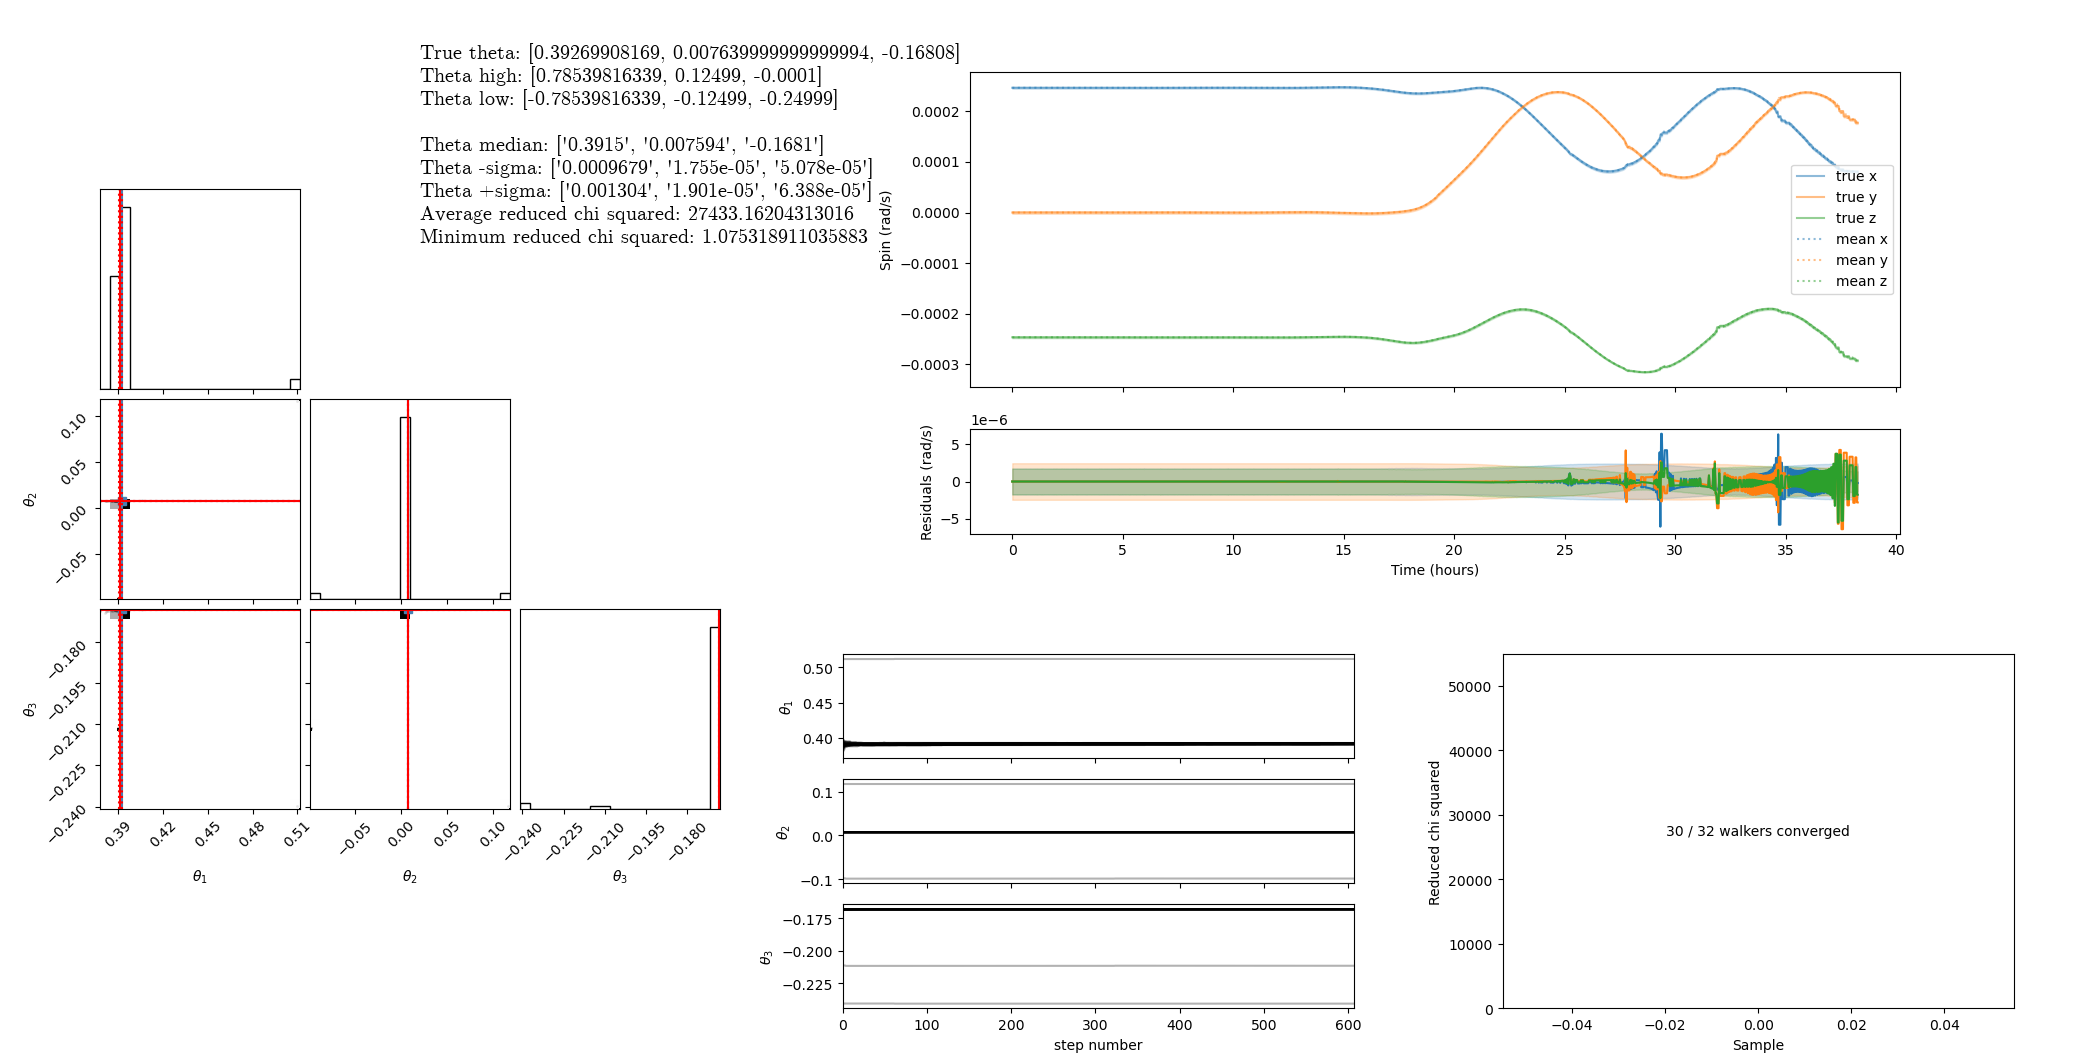 True theta: [0.39269908169, 0.007639999999999994, -0.16808]
Theta high: [0.78539816339, 0.12499, -0.0001]
Theta low: [-0.78539816339, -0.12499, -0.24999]
Theta median: ['0.3915', '0.007594', '-0.1681']
Theta -sigma: ['0.0009679', '1.755e-05', '5.078e-05']
Theta +sigma: ['0.001304', '1.901e-05', '6.388e-05']
Average reduced chi squared: 27433.16204313016
Minimum reduced chi squared: 1.075318911035883
Spin (rad/s)
0.0002
0.0001
0.0000
−0.0001
−0.0002
−0.0003
true x
true y
true z
mean x
mean y
mean z
1e−6
Residuals (rad/s)
5
0
−5
0 5 10 15 20 25 30 35 40
Time (hours)
θ2
0.10
0.05
0.00
−0.05
θ3
−0.180
−0.195
−0.210
−0.225
−0.240
0.39 0.42 0.45 0.48 0.51
θ1
−0.05 0.00 0.05 0.10
θ2
−0.240 −0.225 −0.210 −0.195 −0.180
θ3
θ1
0.50
0.45
0.40
θ2
0.1
0.0
−0.1
θ3
−0.175
−0.200
−0.225
0 100 200 300 400 500 600
step number
Reduced chi squared
50000
40000
30000
20000
10000
0
30 / 32 walkers converged
−0.04 −0.02 0.00 0.02 0.04
Sample